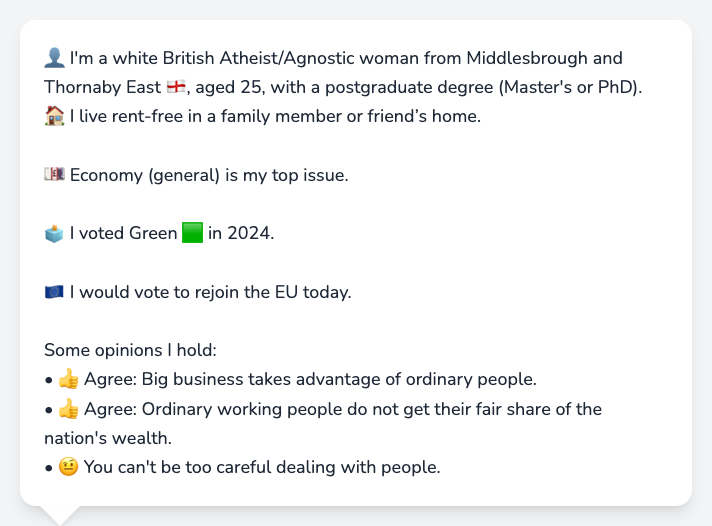 👤 I'm a white British Atheist/Agnostic woman from Middlesbrough and
Thornaby East 🏴󠁧󠁢󠁥󠁮󠁧󠁿, aged 25, with a postgraduate degree (Master's or PhD).
🏠 I live rent-free in a family member or friend’s home.
💷 Economy (general) is my top issue.
🗳️ I voted Green 🟩 in 2024.
🇪🇺 I would vote to rejoin the EU today.
Some opinions I hold:
• 👍 Agree: Big business takes advantage of ordinary people.
• 👍 Agree: Ordinary working people do not get their fair share of the
nation's wealth.
• 🤨 You can't be too careful dealing with people.